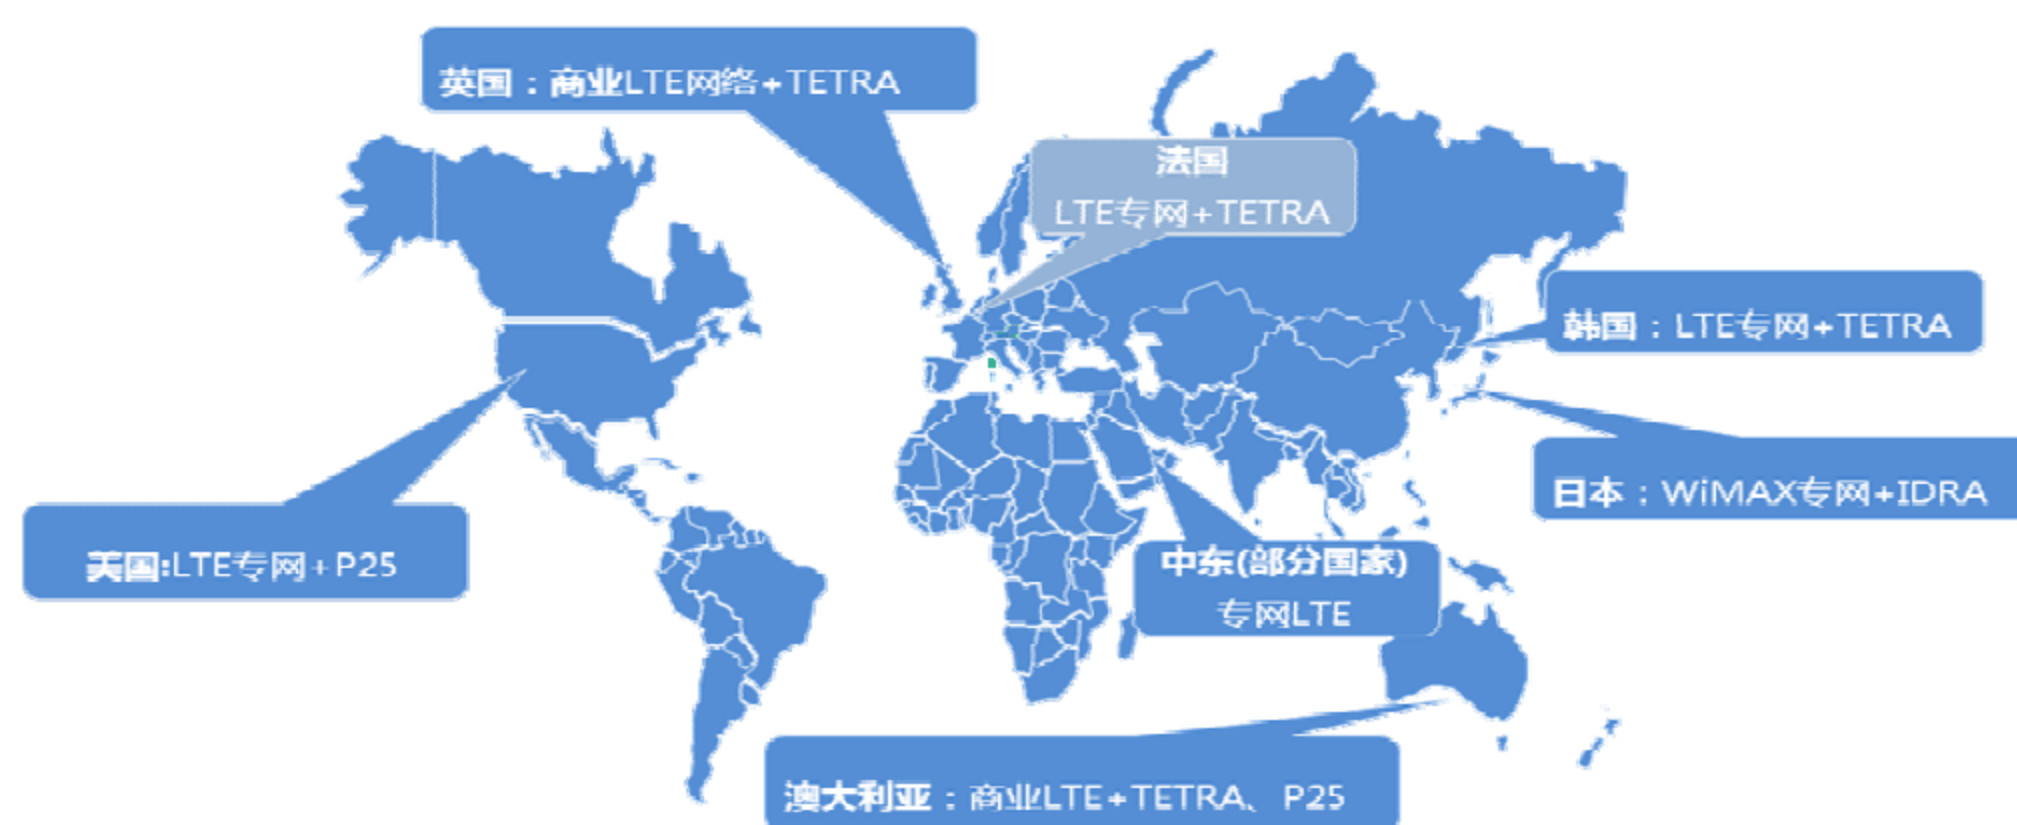 英国：商业LTE网络+TETRA
法国
LTE专网+TETRA
韩国：LTE专网+TETRA
日本：WiMAX专网+IDRA
美国:LTE专网+P25
中东(部分国家)
专网LTE
澳大利亚：商业LTE+TETRA、P25